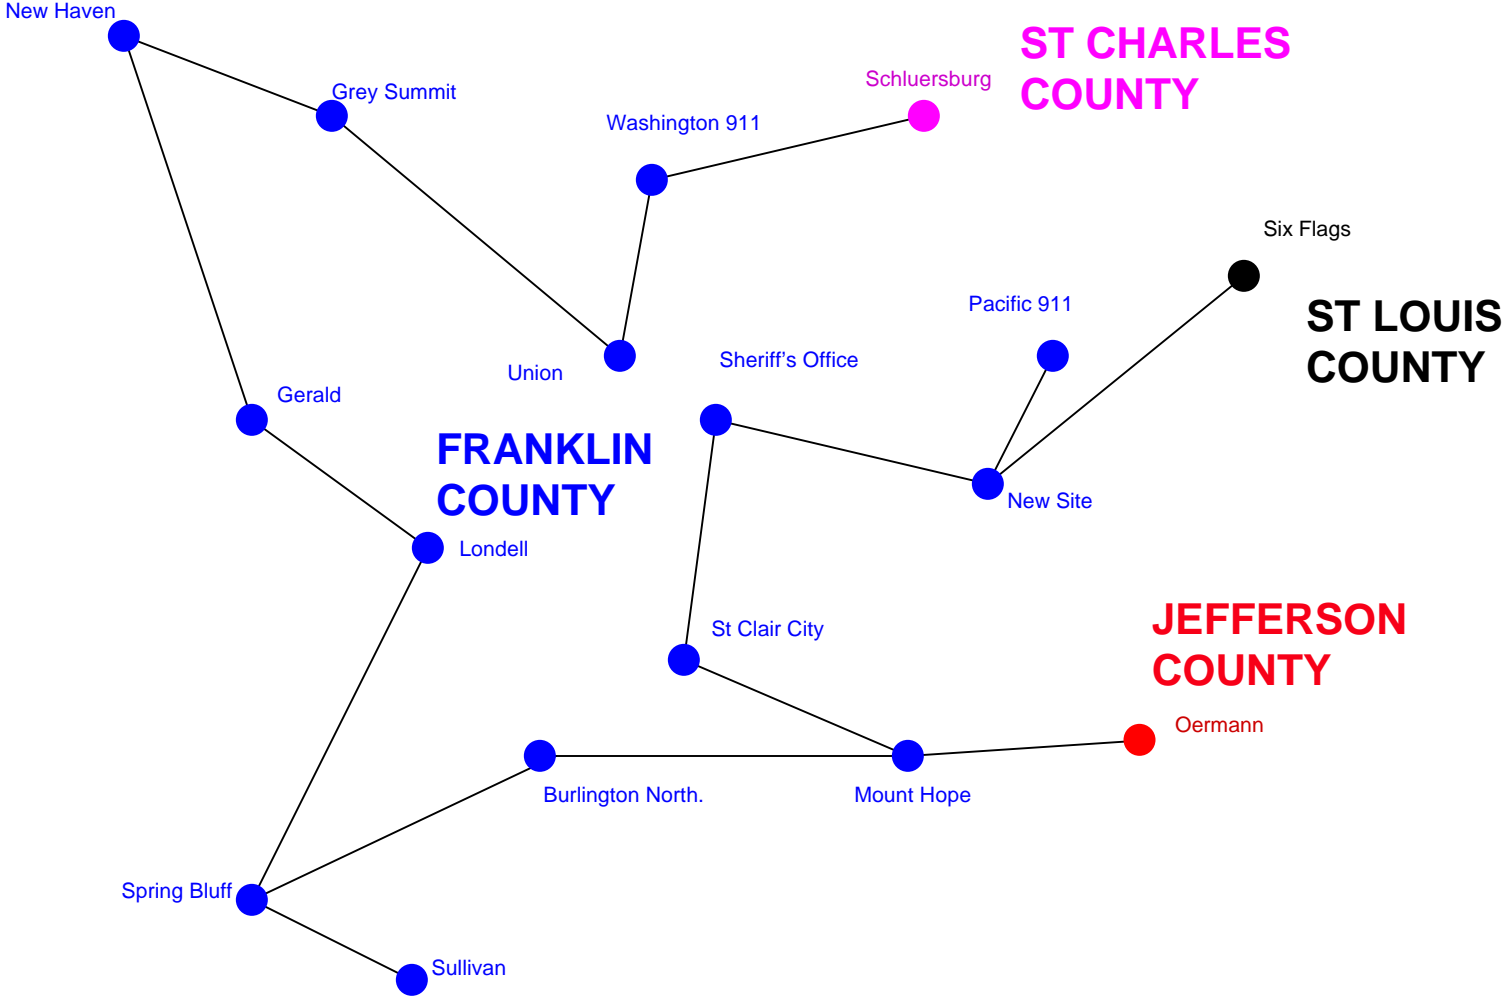 New Haven
ST CHARLES
COUNTY
Schluersburg
Grey Summit
Washington 911
Six Flags
Pacific 911
ST LOUIS
COUNTY
Sheriff's Office
Union
Gerald
FRANKLIN
COUNTY
New Site
Londell
St Clair City
JEFFERSON
COUNTY
Oermann
Burlington North.
Mount Hope
Spring Bluff
Sullivan